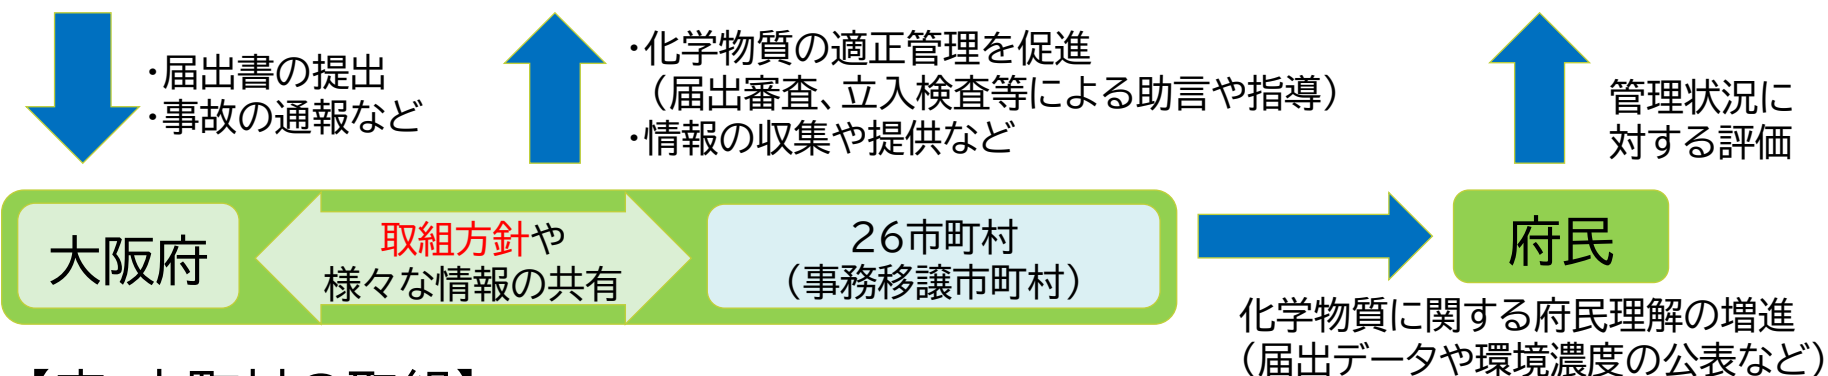 ・届出書の提出
・事故の通報など
・化学物質の適正管理を促進
（届出審査、立入検査等による助言や指導）
・情報の収集や提供など
管理状況に
対する評価
大阪府
取組方針や
様々な情報の共有
26市町村
（事務移譲市町村）
府民
化学物質に関する府民理解の増進
（届出データや環境濃度の公表など）